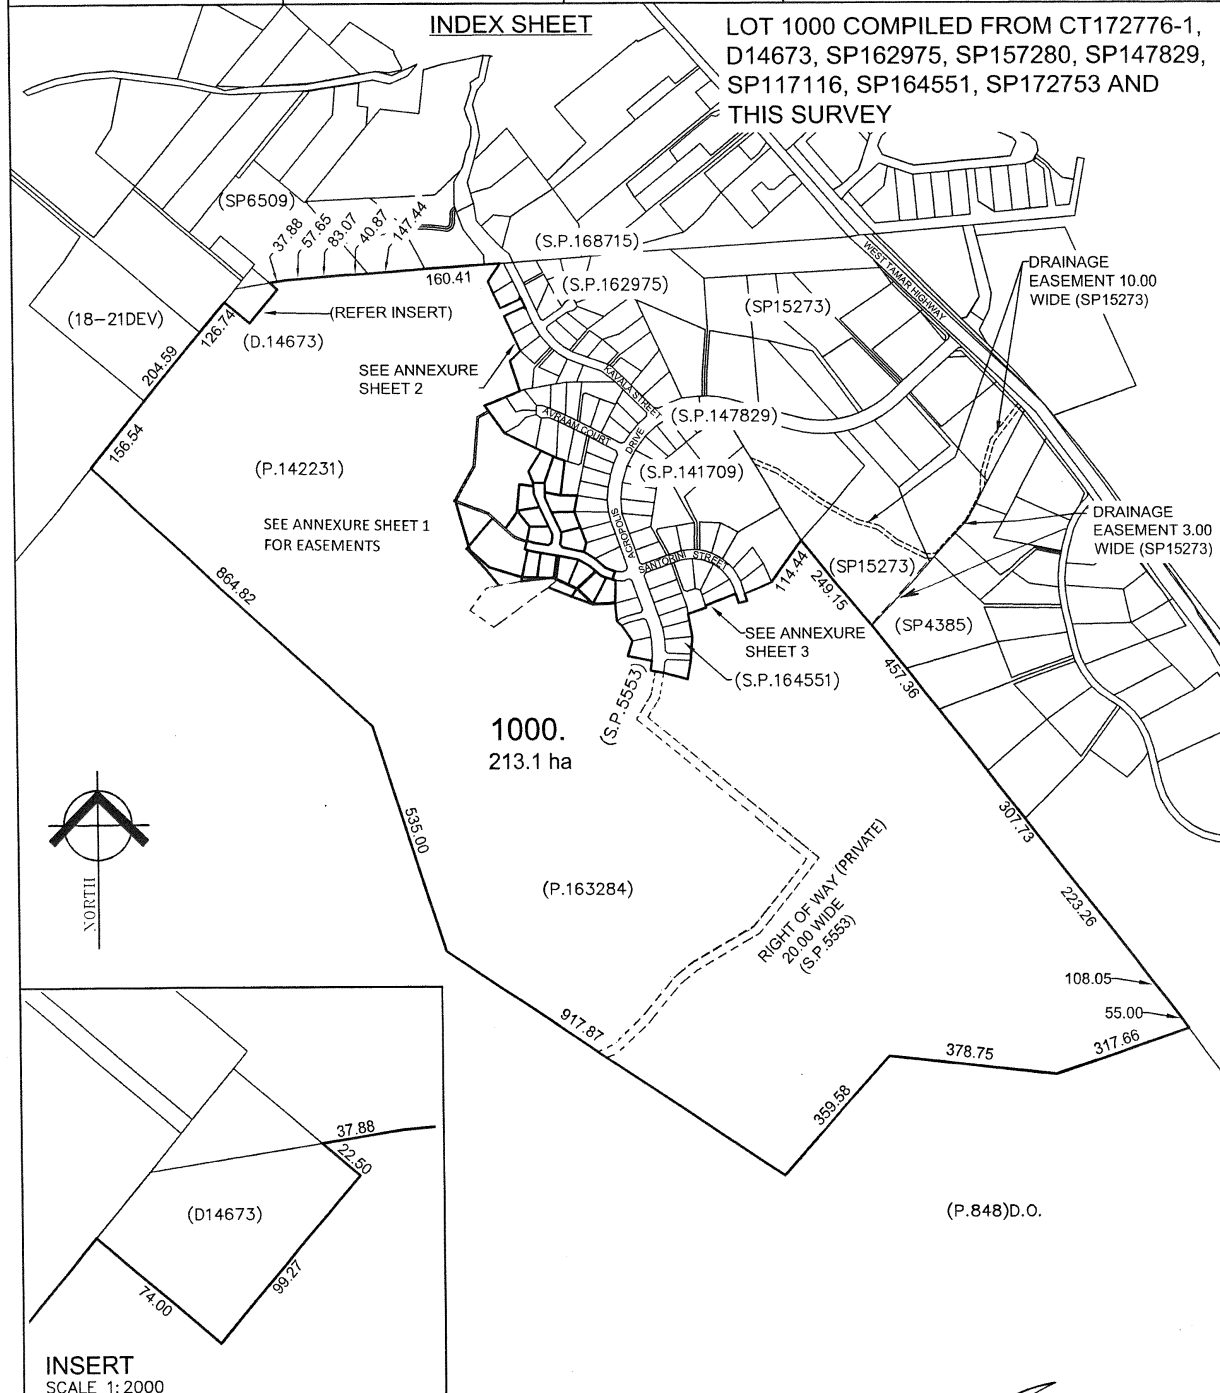 INDEX SHEET
LOT 1000 COMPILED FROM CT172776-1,
D14673, SP162975, SP157280, SP147829,
SP117116, SP164551, SP172753 AND
THIS SURVEY
(SP6509)
37.88
57.65
83.07
40.87
147.44
160.41
(S.P.168715)
(S.P.162975)
(SP15273)
WEST TAMAR HIGHWAY
DRAINAGE
EASEMENT 10.00
WIDE (SP15273)
(18-21DEV)
126.74
(REFER INSERT)
(D.14673)
204.59
SEE ANNEXURE
SHEET 2
KAVALA STREET
AVRAAM COURT
DRIVE
(S.P.147829)
156.54
(P.142231)
(S.P.141709)
SEE ANNEXURE SHEET 1
FOR EASEMENTS
ACROPOLIS
SANTORINI STREET
DRAINAGE
EASEMENT 3.00
WIDE (SP15273)
864.82
114.44
249.15
(SP15273)
(SP4385)
SEE ANNEXURE
SHEET 3
(S.P.164551)
457.36
(S.P.5553)
1000.
213.1 ha
535.00
307.73
NORTH
(P.163284)
RIGHT OF WAY (PRIVATE)
20.00 WIDE
(S.P.5553)
223.26
108.05
55.00
917.87
378.75
317.66
359.58
37.88
22.50
(D14673)
99.27
74.00
(P.848)D.O.
INSERT
SCALE 1:2000